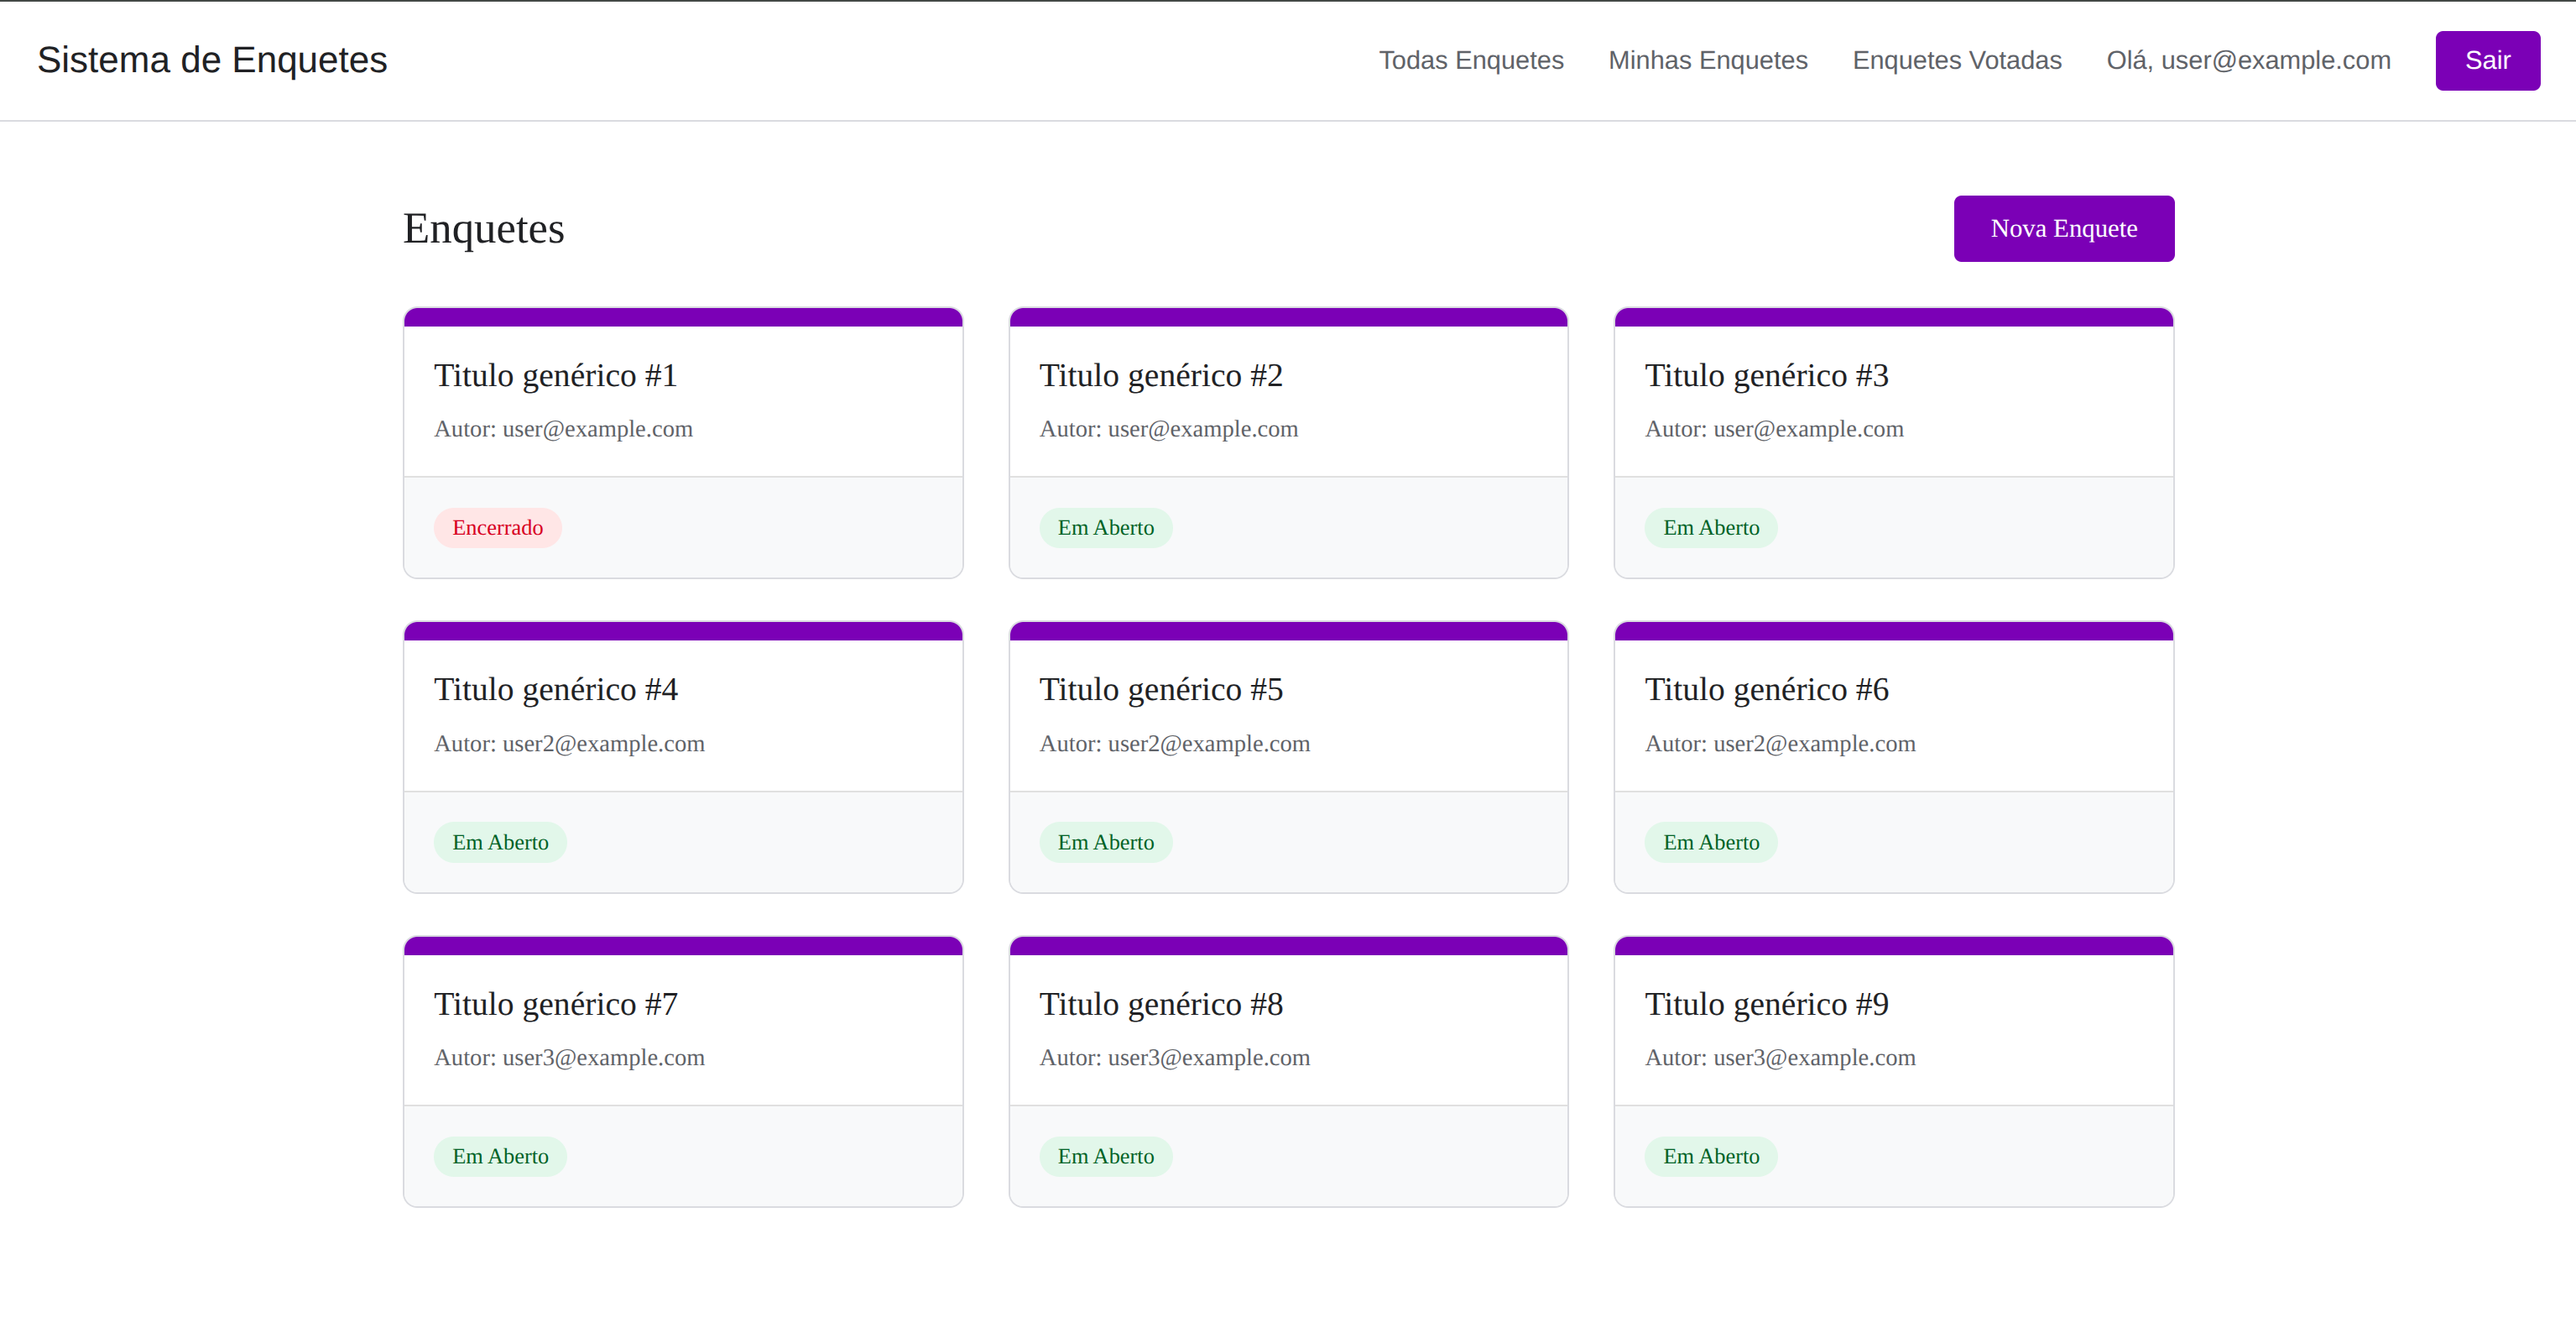 Sistema de Enquetes
Todas Enquetes
Minhas Enquetes
Enquetes Votadas
Olá, user@example.com
Sair
Enquetes
Nova Enquete
Titulo genérico #1
Autor: user@example.com
Encerrado
Titulo genérico #2
Autor: user@example.com
Em Aberto
Titulo genérico #3
Autor: user@example.com
Em Aberto
Titulo genérico #4
Autor: user2@example.com
Em Aberto
Titulo genérico #5
Autor: user2@example.com
Em Aberto
Titulo genérico #6
Autor: user2@example.com
Em Aberto
Titulo genérico #7
Autor: user3@example.com
Em Aberto
Titulo genérico #8
Autor: user3@example.com
Em Aberto
Titulo genérico #9
Autor: user3@example.com
Em Aberto